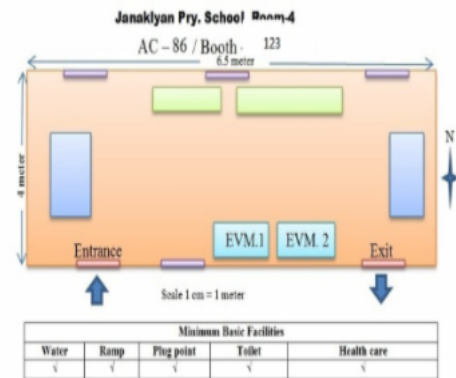 Janaklyan Pry. School Room-4
AC – 86 / Booth - 123
6.5 meter
4 meter
N
EVM.1 EVM. 2
Entrance Exit
Scale 1 cm = 1 meter
Minimum Basic Facilities
Water Ramp Plug point Toilet Health care
√ √ √ √ √